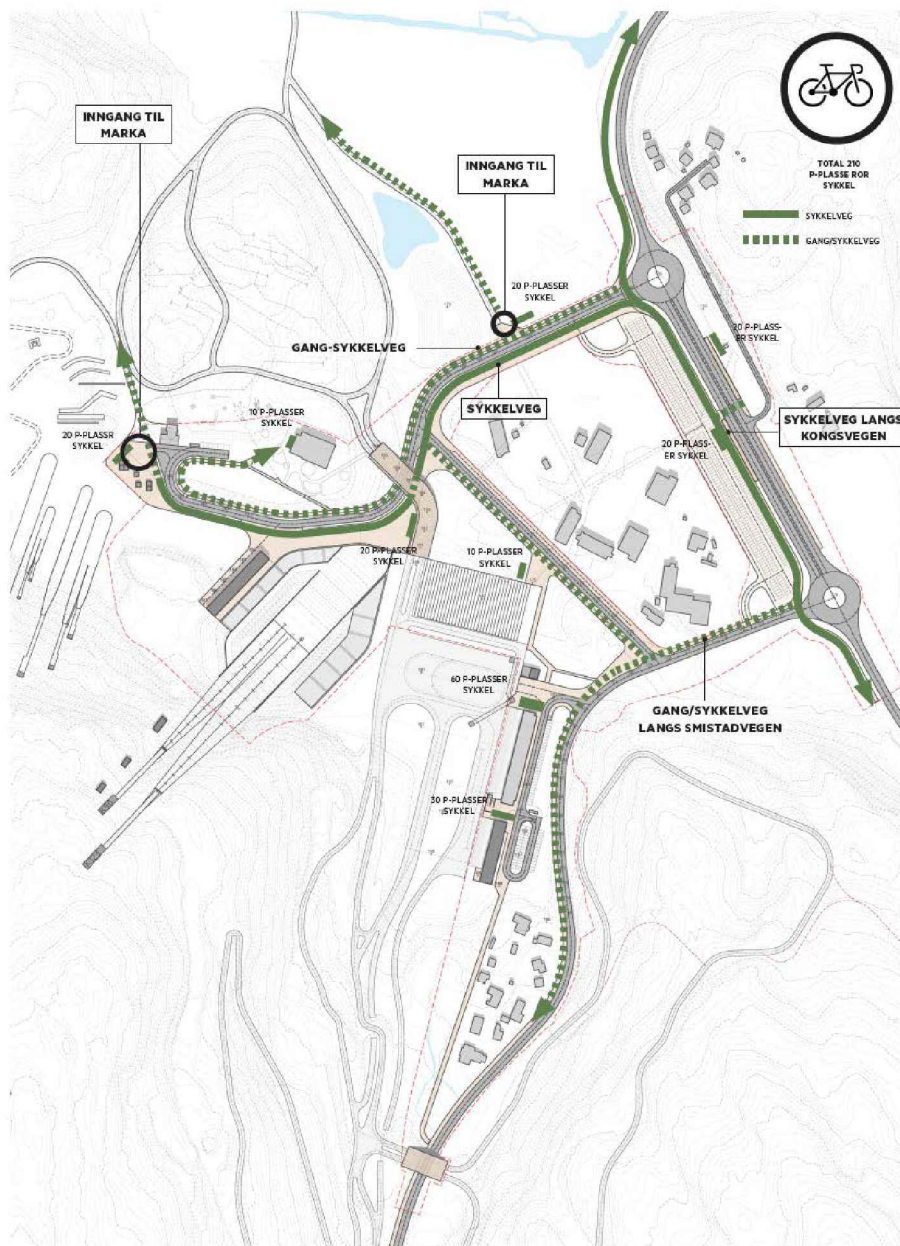 INNGANG TIL
MARKA
INNGANG TIL
MARKA
TOTAL 210
P-PLASSE ROR
SYKKEL
SYKKELVEG
GANG/SYKKELVEG
20 P-PLASSER
SYKKEL
GANG-SYKKELVEG
20 P-PLASS-
ER SYKKEL
SYKKELVEG
10 P-PLASSER
SYKKEL
SYKKELVEG LANGS
KONGSVEGEN
20 P-PLASSER
SYKKEL
20 P-PLASS-
ER SYKKEL
20 P-PLASSER
SYKKEL
10 P-PLASSER
SYKKEL
60 P-PLASSER
SYKKEL
GANG/SYKKELVEG
LANGS SMISTADVEGEN
30 P-PLASSER
SYKKEL